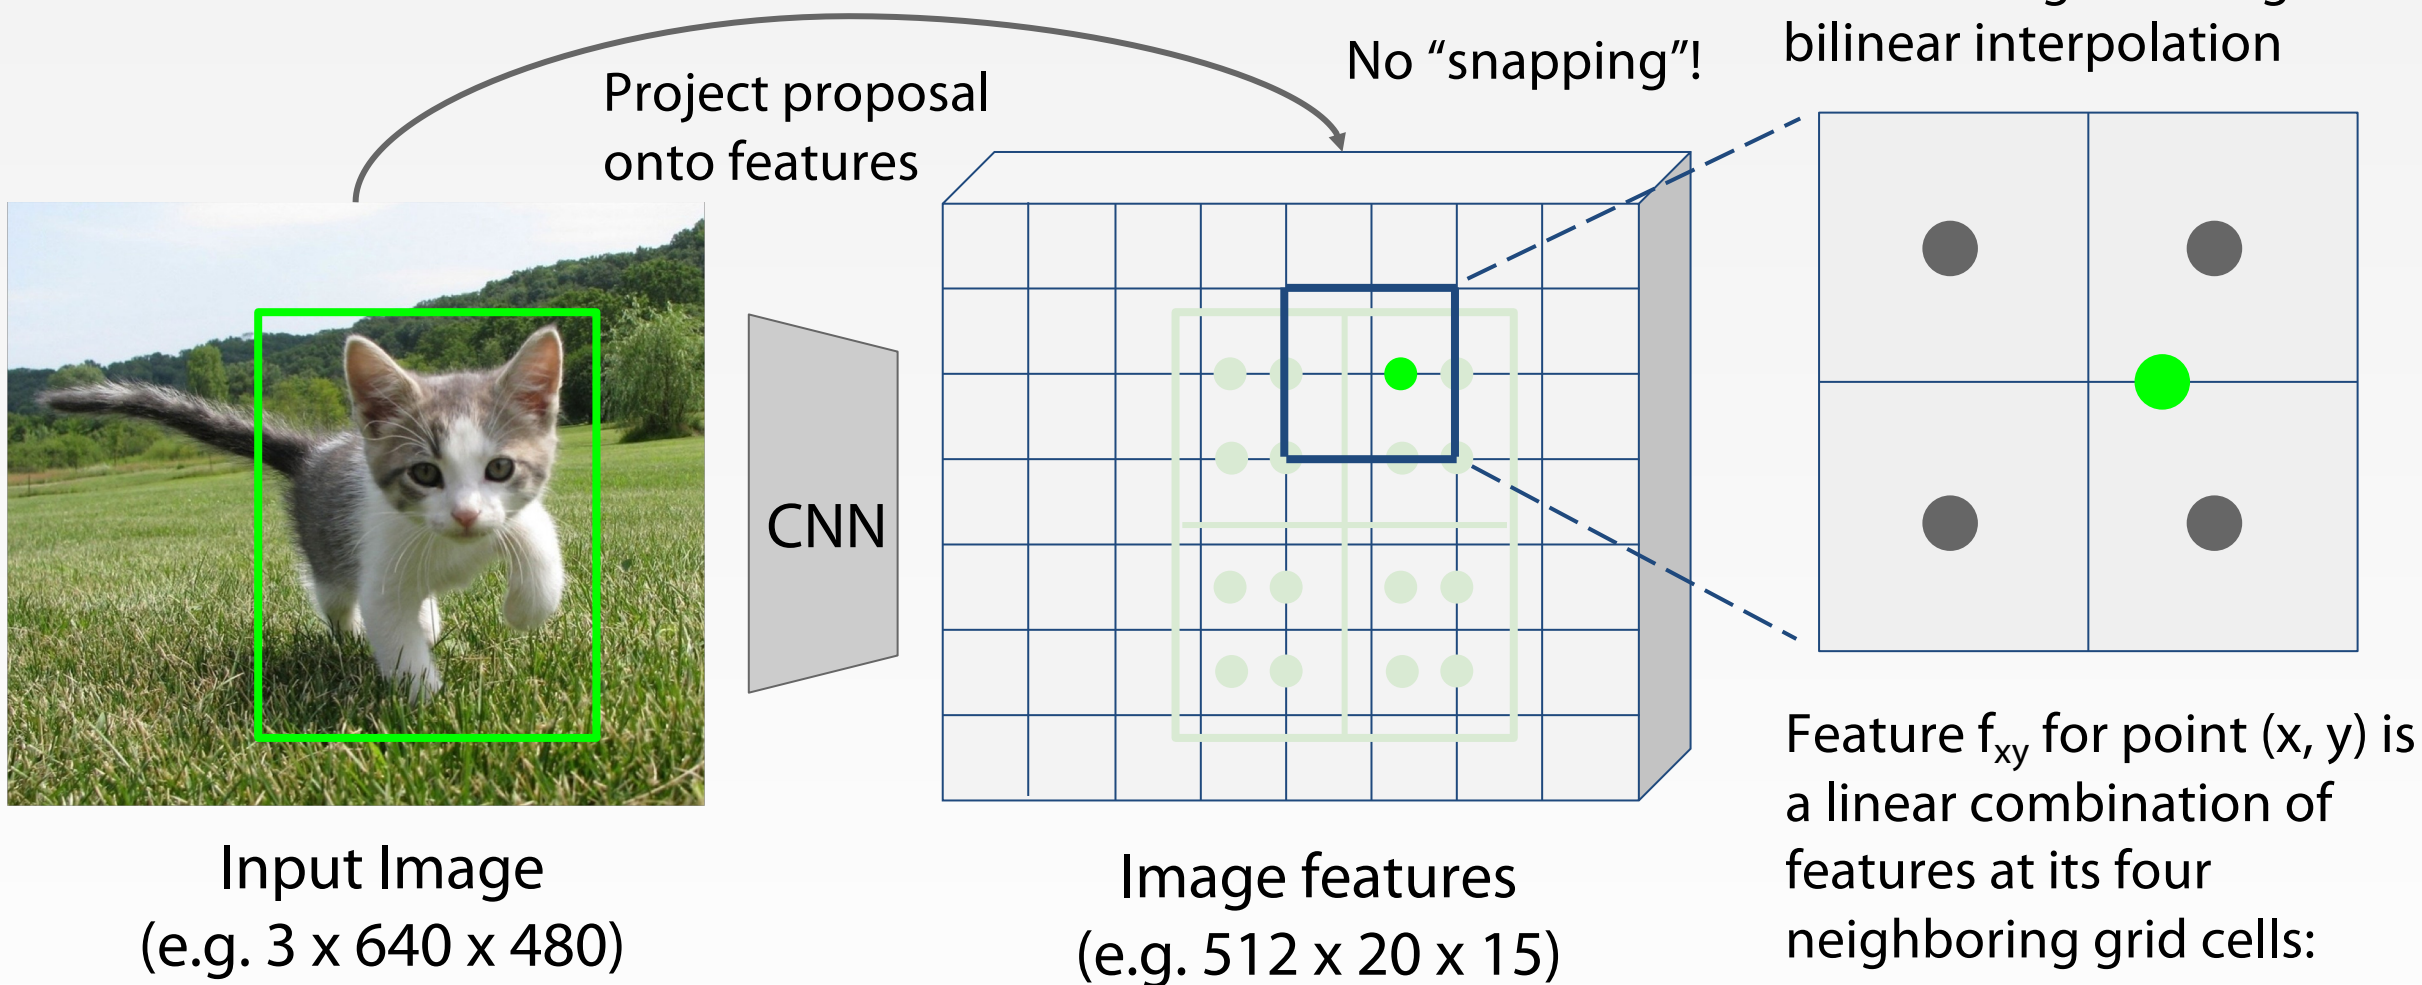 Project proposal
onto features
No “snapping”!
bilinear interpolation
CNN
Input Image
(e.g. 3 x 640 x 480)
Image features
(e.g. 512 x 20 x 15)
Feature fxy for point (x, y) is
a linear combination of
features at its four
neighboring grid cells: